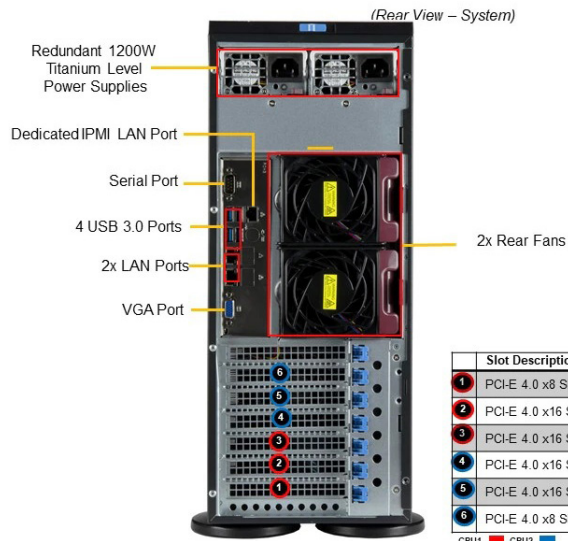 (Rear View – System)
Redundant 1200W
Titanium Level
Power Supplies
Dedicated IPMI LAN Port
Serial Port
4 USB 3.0 Ports
2x LAN Ports
VGA Port
2x Rear Fans
6
5
4
3
2
1
Slot Descriptio
1 PCI-E 4.0 x8 S
2 PCI-E 4.0 x16 S
3 PCI-E 4.0 x16 S
4 PCI-E 4.0 x16 S
5 PCI-E 4.0 x16 S
6 PCI-E 4.0 x8 S
CPU1 CPU2